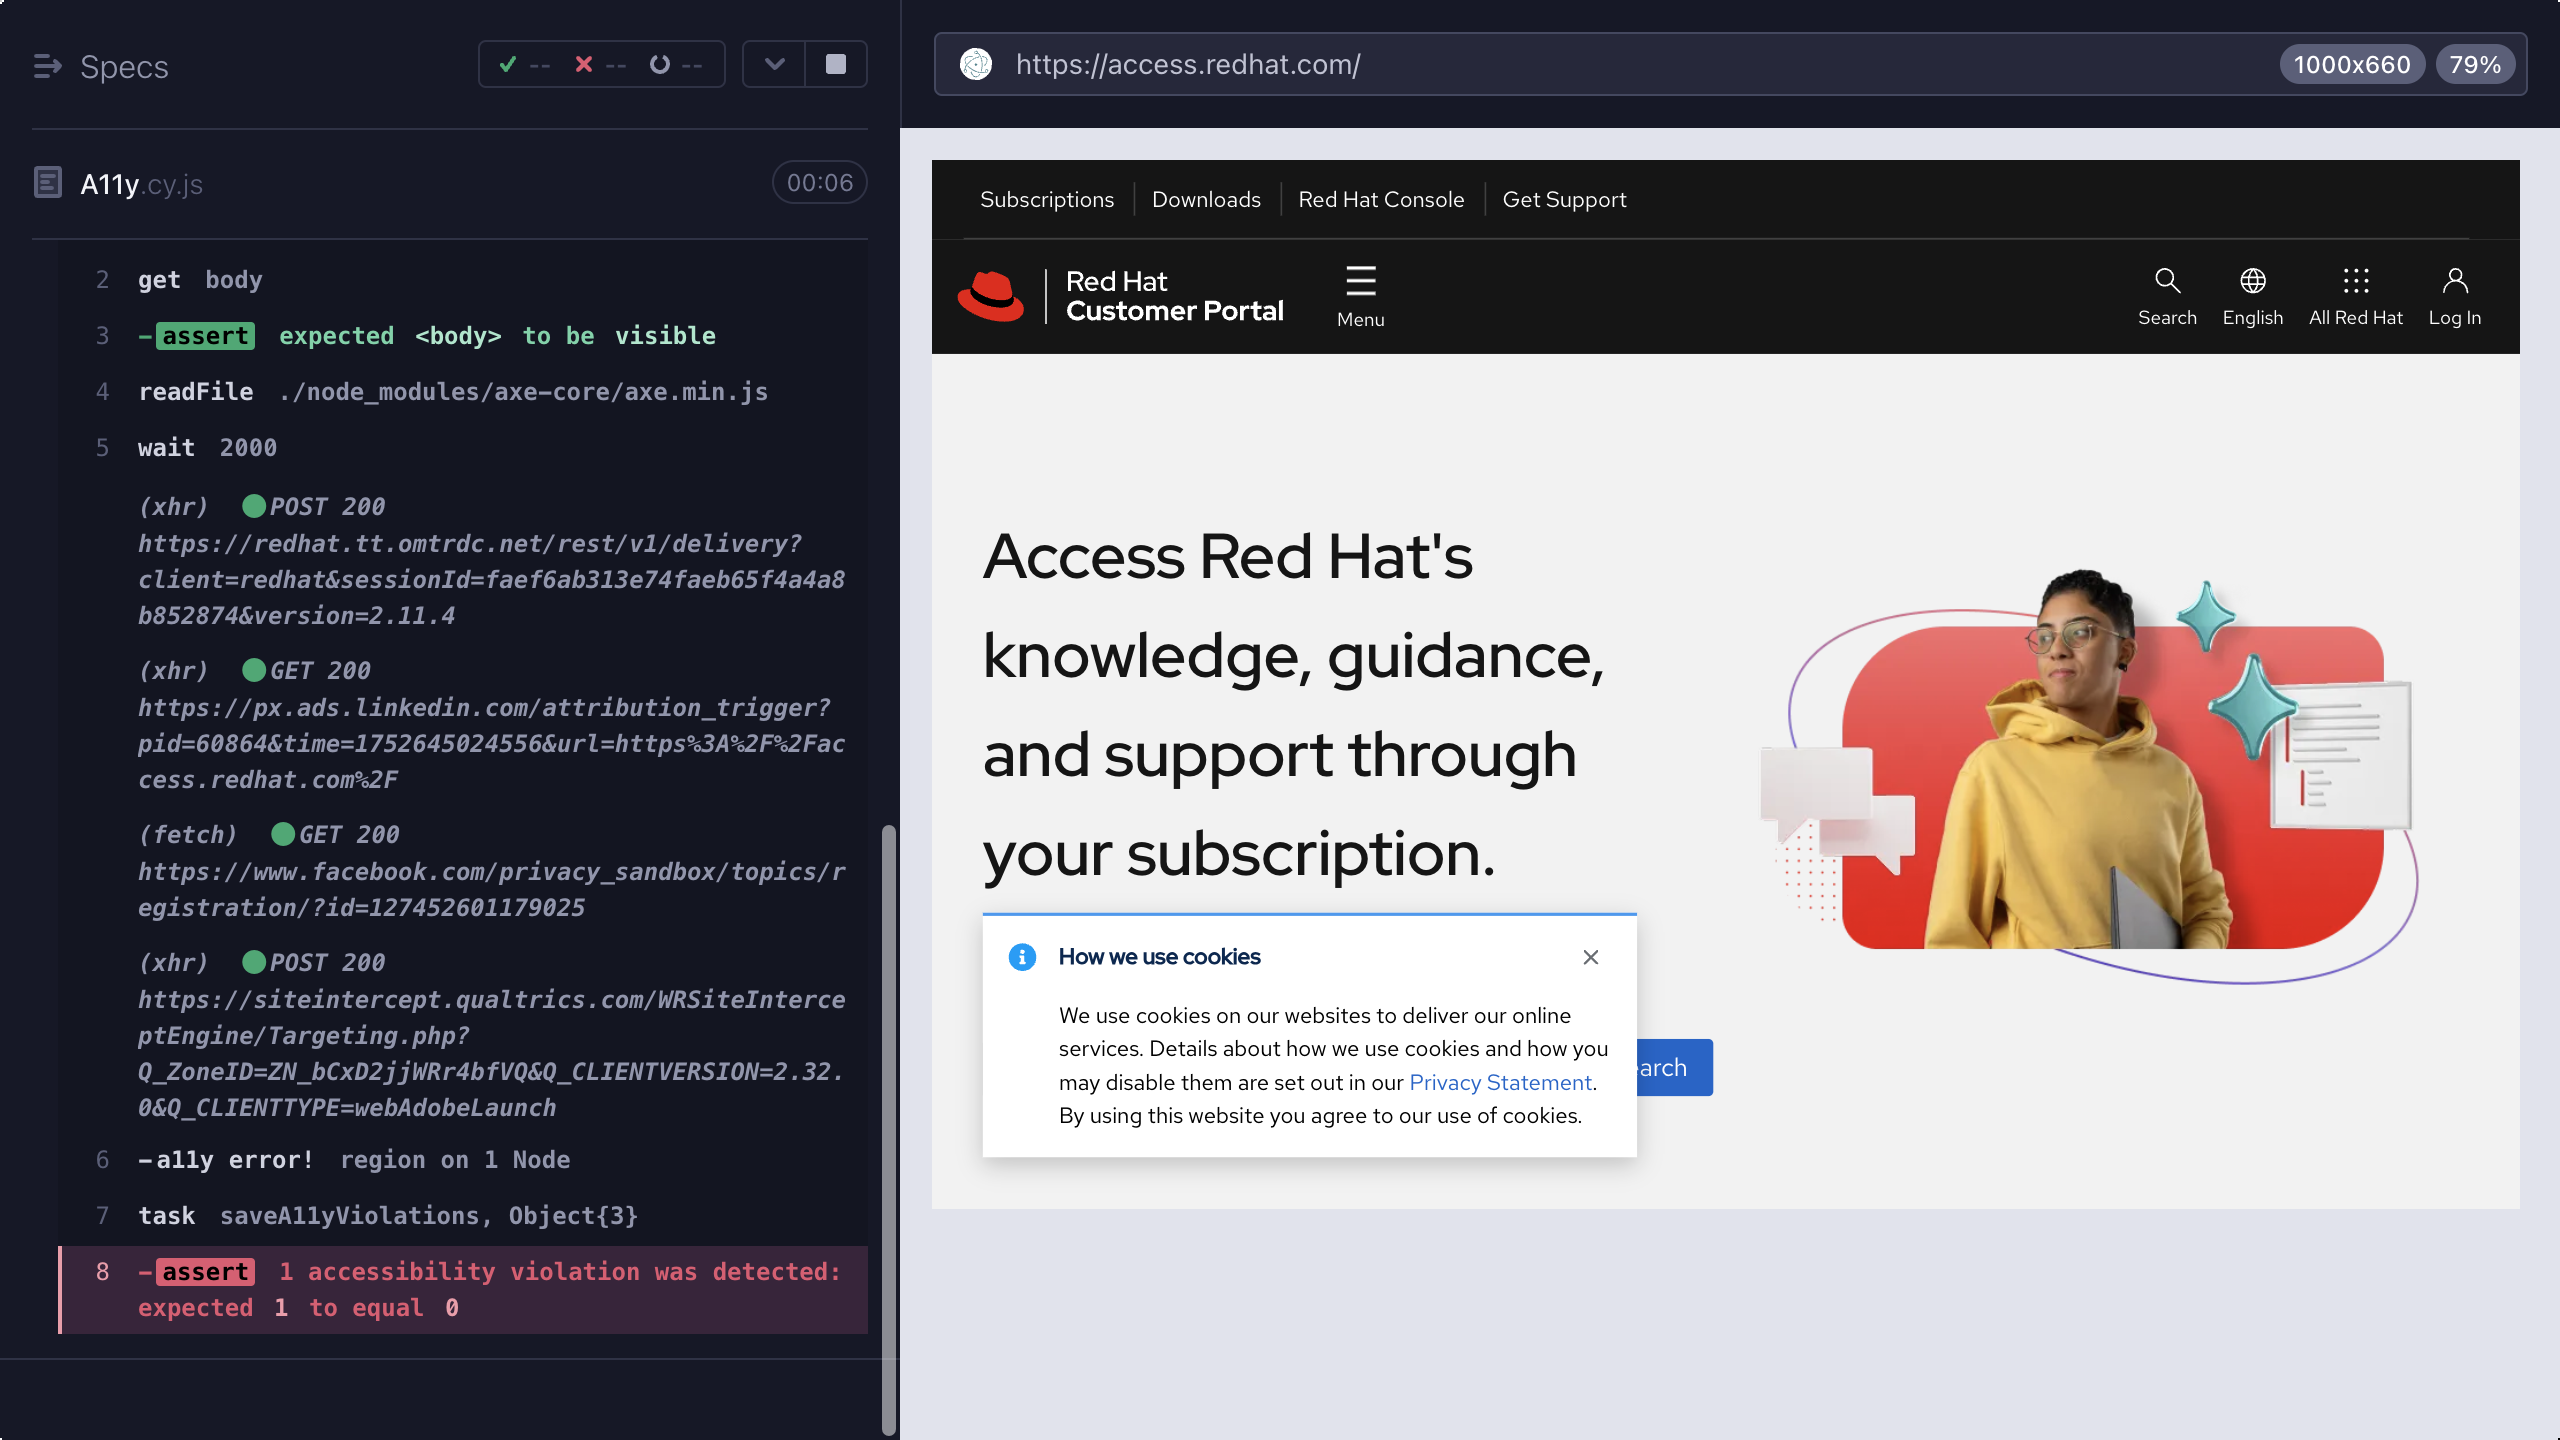 Specs
-- -- --
A11y.cy.js
00:06
2 get body
3 -assert expected <body> to be visible
4 readFile ./node_modules/axe-core/axe.min.js
5 wait 2000
(xhr) POST 200
https://redhat.tt.omtrdc.net/rest/v1/delivery?
client=redhat&sessionId=faef6ab313e74faeb65f4a4a8
b852874&version=2.11.4
(xhr) GET 200
https://px.ads.linkedin.com/attribution_trigger?
pid=60864&time=1752645024556&url=https%3A%2F%2Fac
cess.redhat.com%2F
(fetch) GET 200
https://www.facebook.com/privacy_sandbox/topics/r
egistration/?id=127452601179025
(xhr) POST 200
https://siteintercept.qualtrics.com/WRSiteInterce
ptEngine/Targeting.php?
Q_ZoneID=ZN_bCxD2jjWRr4bfVQ&Q_CLIENTVERSION=2.32.
0&Q_CLIENTTYPE=webAdobeLaunch
6 -a11y error! region on 1 Node
7 task saveA11yViolations, Object{3}
8 -assert 1 accessibility violation was detected:
expected 1 to equal 0
https://access.redhat.com/
1000x660 79%
Subscriptions Downloads Red Hat Console Get Support
Red Hat
Customer Portal
Menu
Search English All Red Hat Log In
Access Red Hat's
knowledge, guidance,
and support through
your subscription.
How we use cookies
We use cookies on our websites to deliver our online
services. Details about how we use cookies and how you
may disable them are set out in our Privacy Statement.
By using this website you agree to our use of cookies.
earch